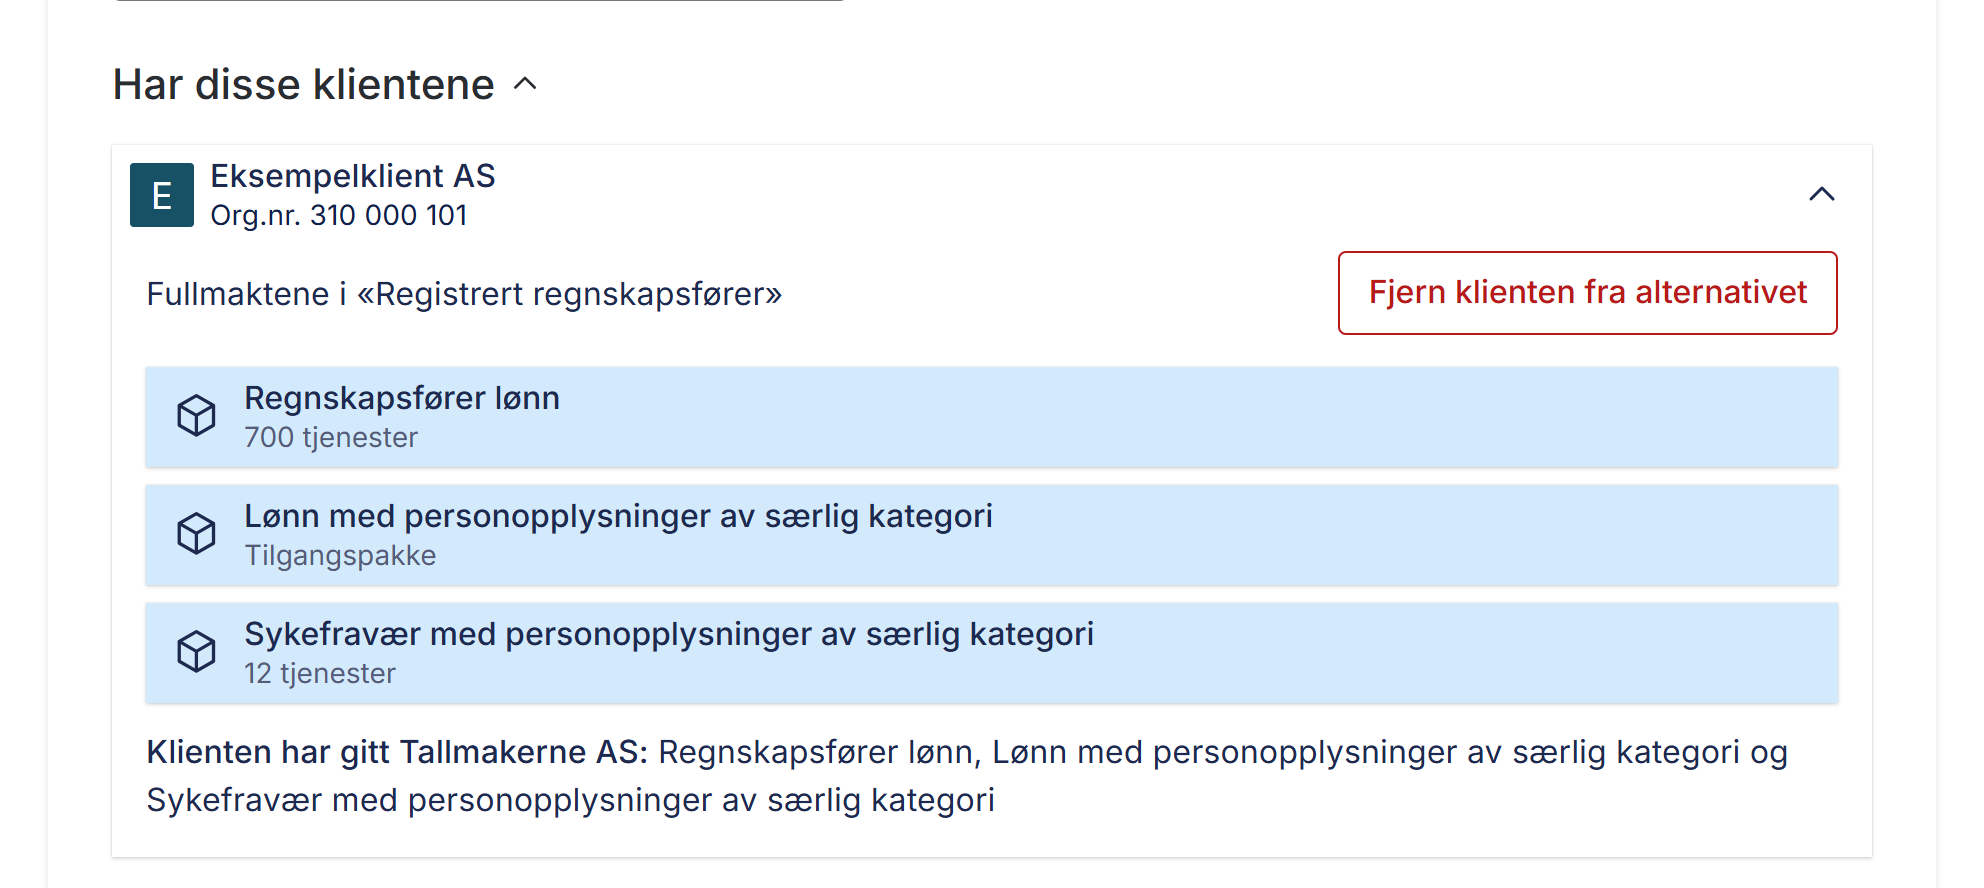 Har disse klientene
E
Eksempelklient AS
Org.nr. 310 000 101
Fullmaktene i «Registrert regnskapsfører»
Fjern klienten fra alternativet
Regnskapsfører lønn
700 tjenester
Lønn med personopplysninger av særlig kategori
Tilgangspakke
Sykefravær med personopplysninger av særlig kategori
12 tjenester
Klienten har gitt Tallmakerne AS: Regnskapsfører lønn, Lønn med personopplysninger av særlig kategori og
Sykefravær med personopplysninger av særlig kategori